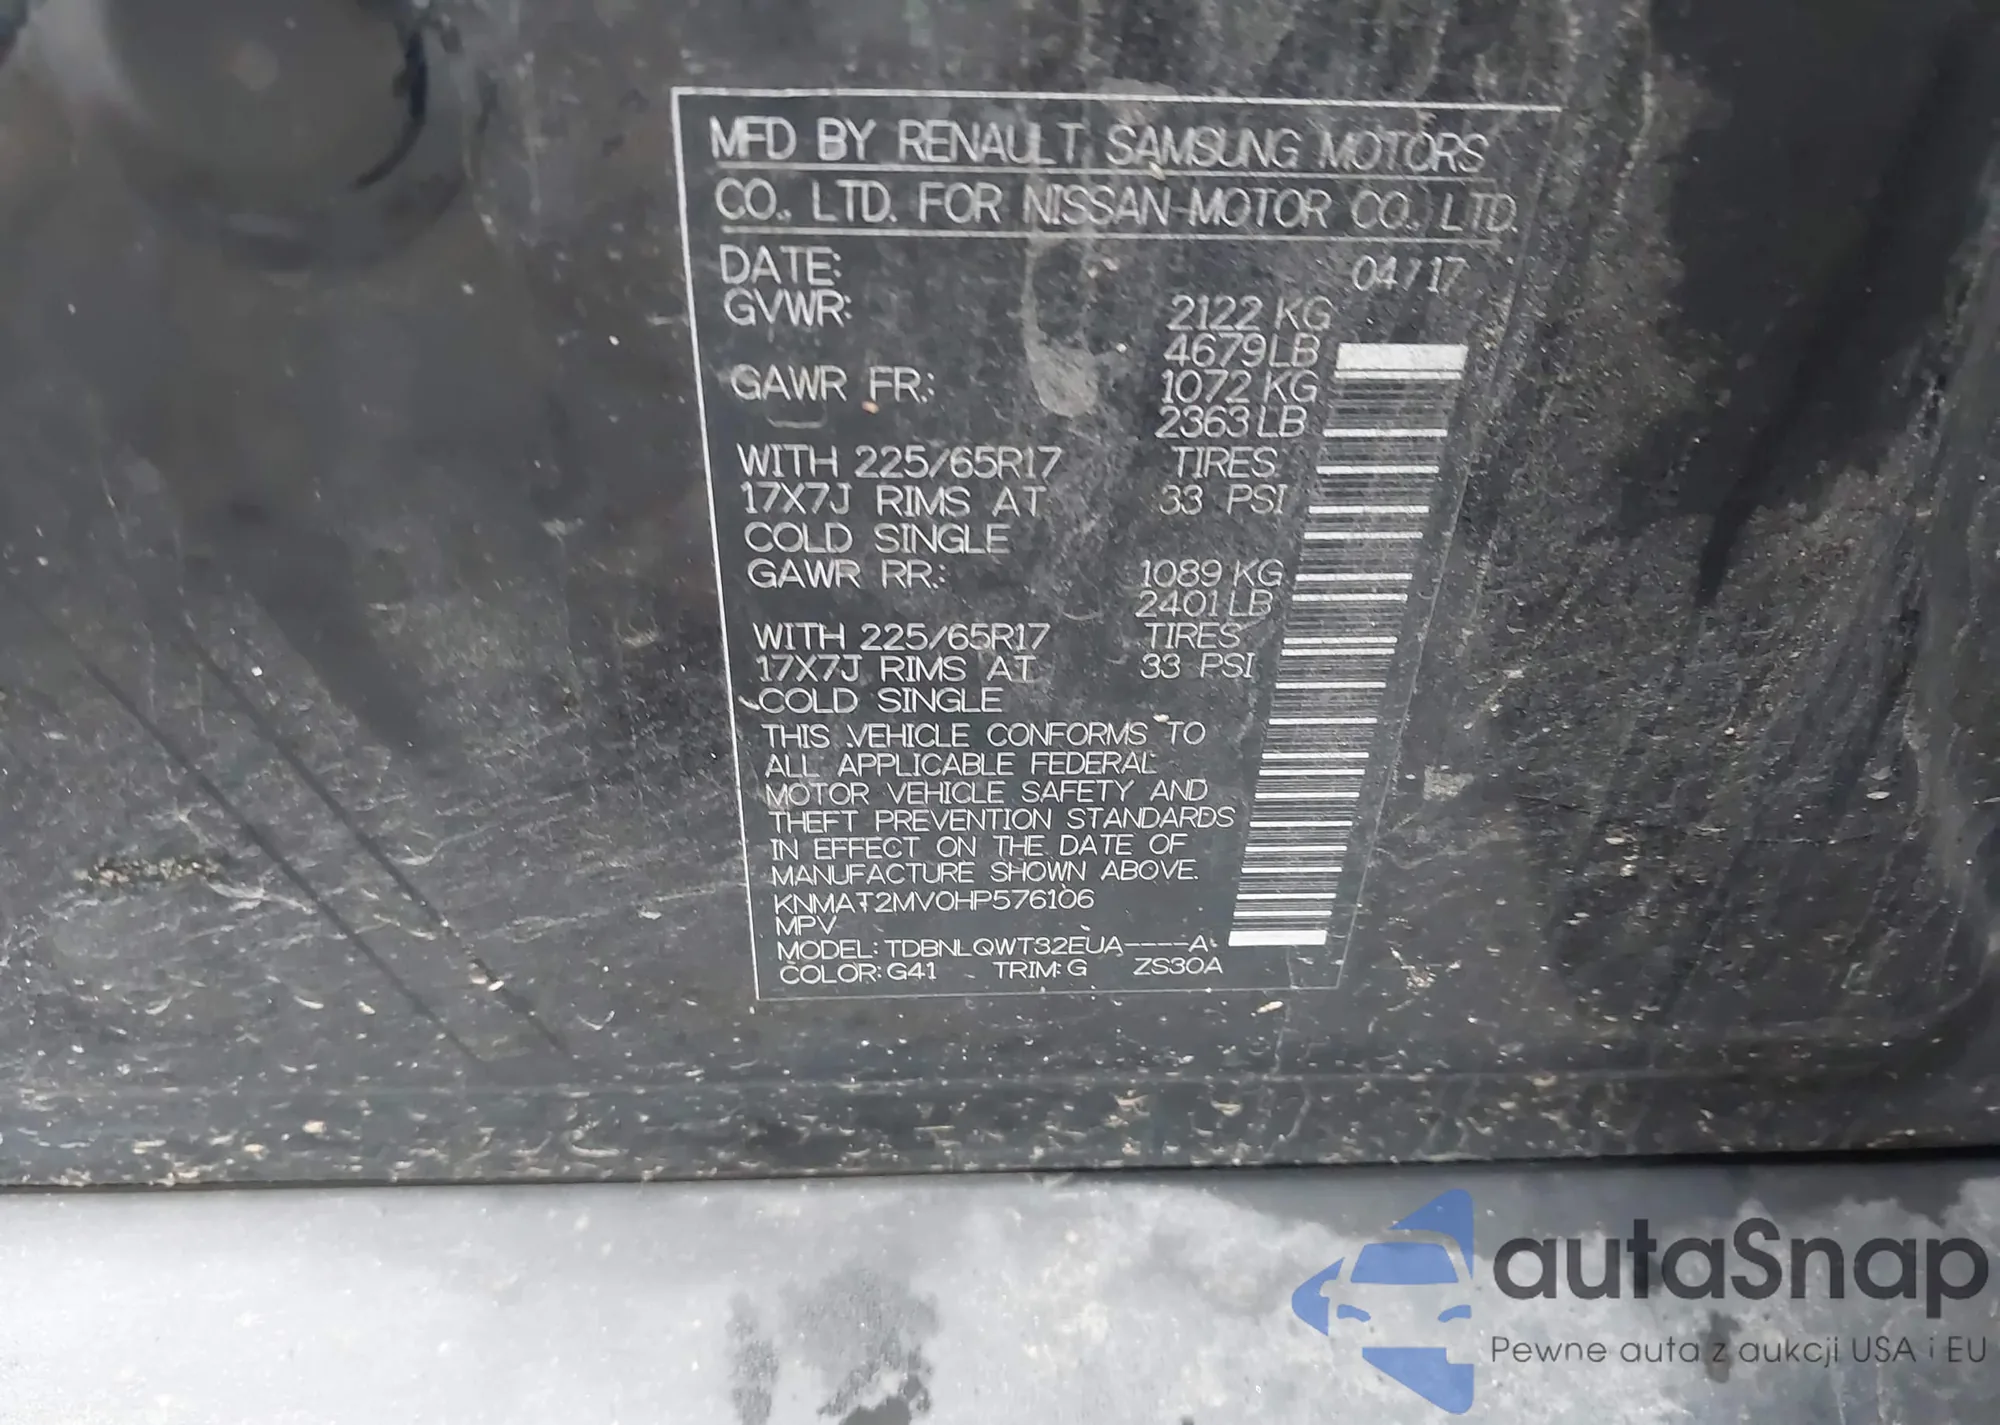 MFD BY RENAULT SAMSUNG MOTORS
CO., LTD. FOR NISSAN MOTOR CO., LTD.
DATE: 04/17
GVWR: 2122 KG
4679 LB
GAWR FR.: 1072 KG
2363 LB
WITH 225/65R17 TIRES
17X7J RIMS AT 33 PSI
COLD SINGLE
GAWR RR.: 1089 KG
2401 LB
WITH 225/65R17 TIRES
17X7J RIMS AT 33 PSI
COLD SINGLE
THIS VEHICLE CONFORMS TO
ALL APPLICABLE FEDERAL
MOTOR VEHICLE SAFETY AND
THEFT PREVENTION STANDARDS
IN EFFECT ON THE DATE OF
MANUFACTURE SHOWN ABOVE.
KNMAT2MV0HP576106
MPV
MODEL: TDBNLQWT32EUA----A-
COLOR: G41 TRIM: G ZS30A
autaSnap
Pewne auta z aukcji USA i EU